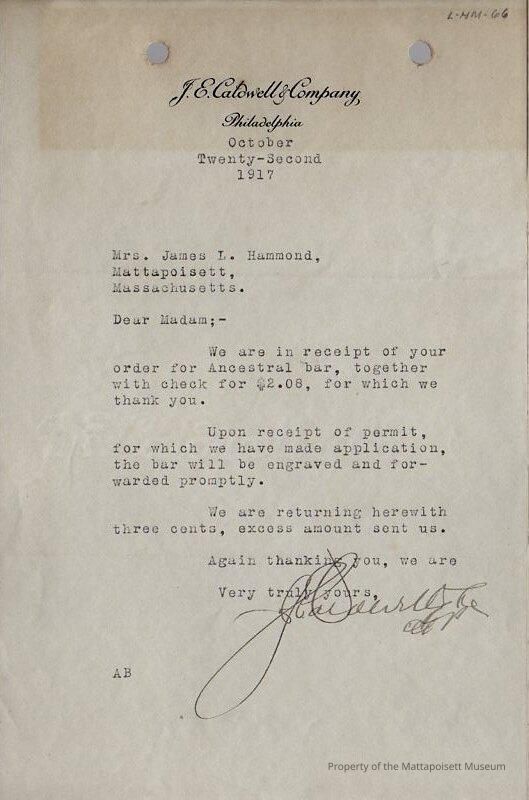 L-HM-66
J.E. Caldwell & Company
Philadelphia
October
Twenty-Second
1917
Mrs. James L. Hammond,
Mattapoisett,
Massachusetts.
Dear Madam;-
We are in receipt of your
order for Ancestral bar, together
with check for $2.08, for which we
thank you.
Upon receipt of permit,
for which we have made application,
the bar will be engraved and for-
warded promptly.
We are returning herewith
three cents, excess amount sent us.
Again thanking you, we are
Very truly yours,
J E Caldwell & Co
AB
Property of the Mattapoisett Museum